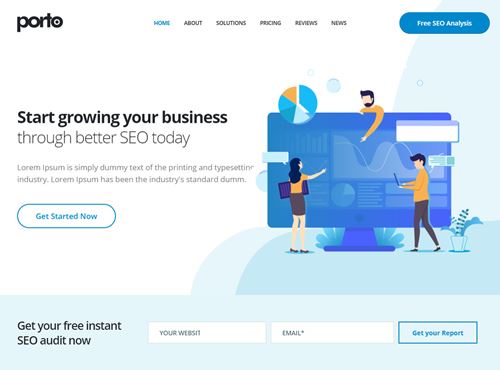 porto
HOME ABOUT SOLUTIONS PRICING REVIEWS NEWS
Free SEO Analysis
Start growing your business
through better SEO today
Lorem Ipsum is simply dummy text of the printing and typesettin
industry. Lorem Ipsum has been the industry's standard dumm.
Get Started Now
Get your free instant
SEO audit now
YOUR WEBSIT
EMAIL*
Get your Report